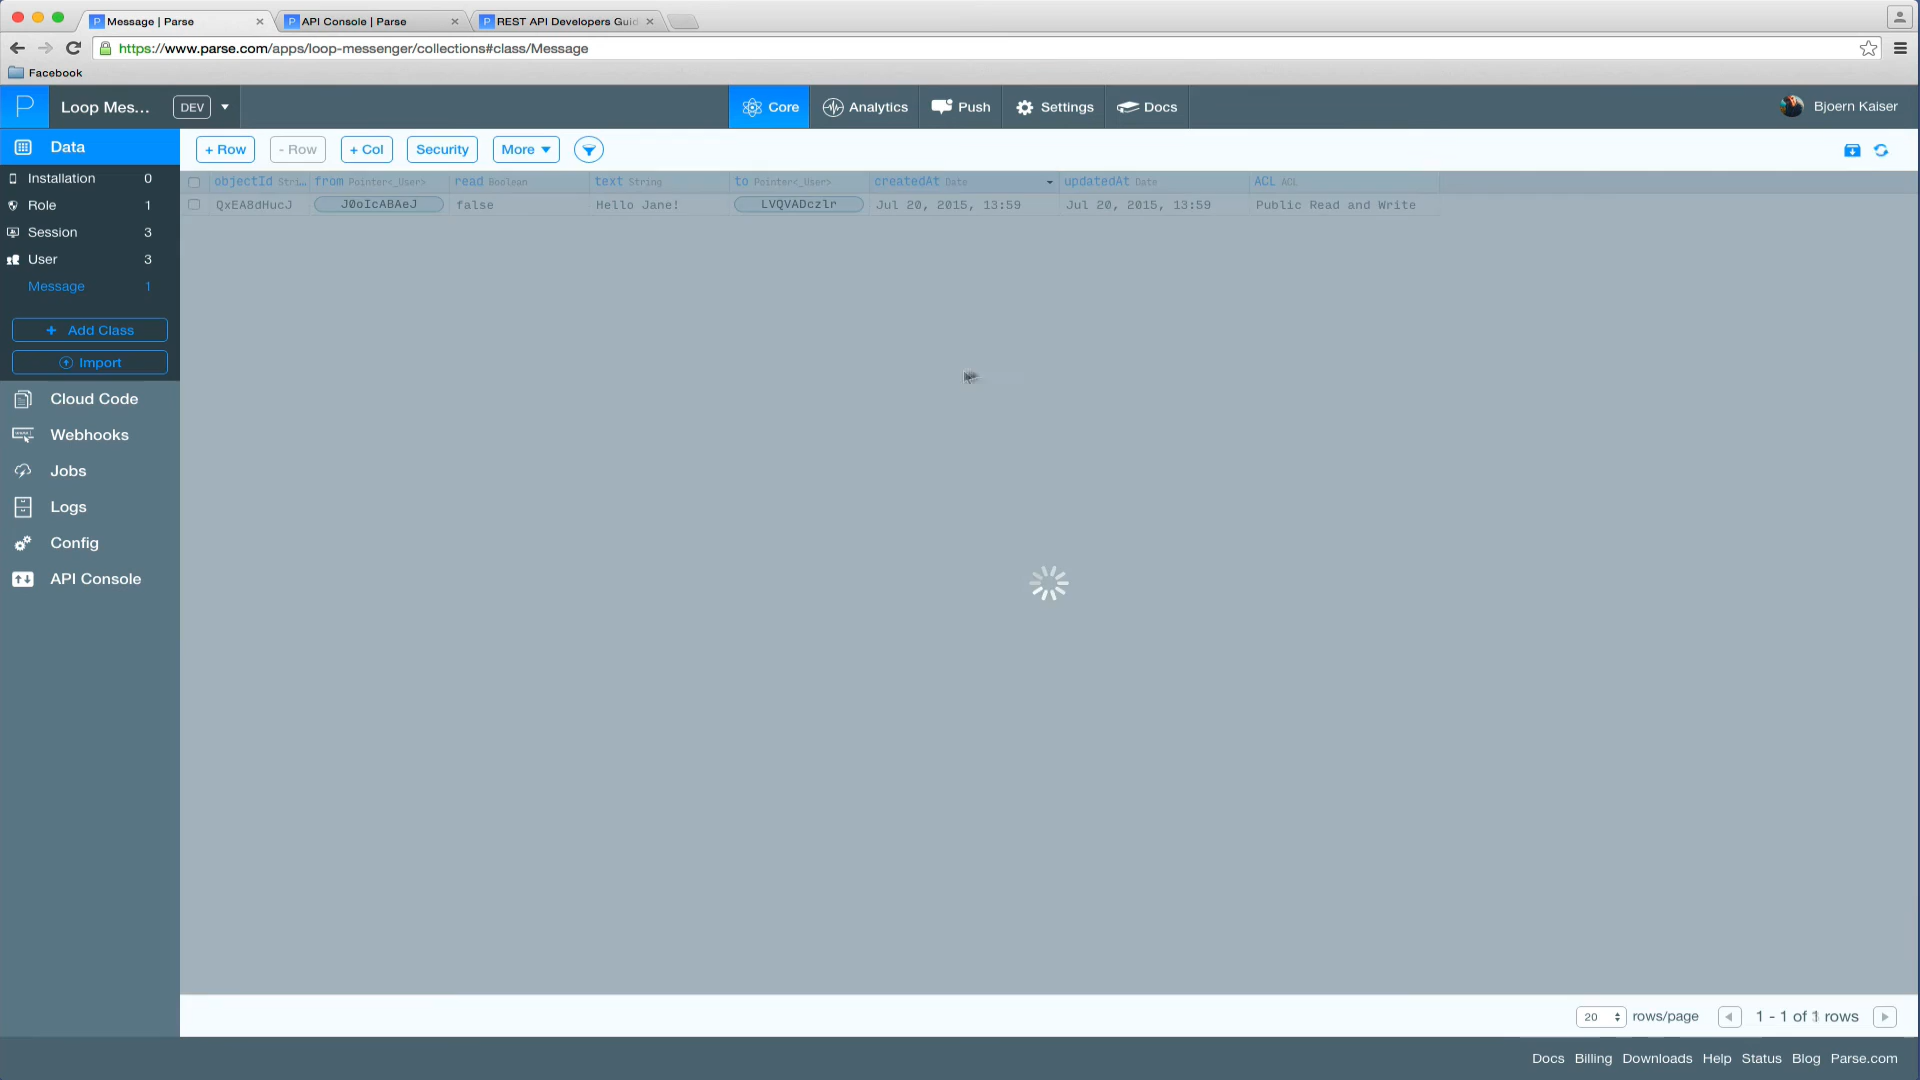 Message | Parse
API Console | Parse
REST API Developers Guid
https://www.parse.com/apps/loop-messenger/collections#class/Message
Facebook
P Loop Mes... DEV
Core Analytics Push Settings Docs
Bjoern Kaiser
Data
Installation 0
Role 1
Session 3
User 3
Message 1
+ Add Class
Import
Cloud Code
Webhooks
Jobs
Logs
Config
API Console
+ Row - Row + Col Security More
objectId Stri... from Pointer<_User> read Boolean text String to Pointer<_User> createdAt Date updatedAt Date ACL ACL
QxEA8dHucJ J0oIcABAeJ false Hello Jane! LVQVADczlr Jul 20, 2015, 13:59 Jul 20, 2015, 13:59 Public Read and Write
20 rows/page 1 - 1 of 1 rows
Docs Billing Downloads Help Status Blog Parse.com